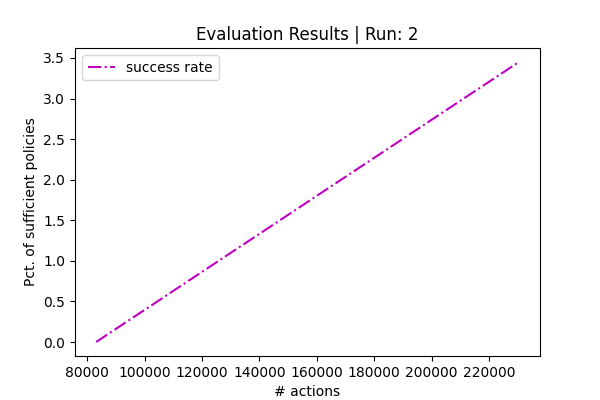 Evaluation Results | Run: 2
success rate
Pct. of sufficient policies
3.5
3.0
2.5
2.0
1.5
1.0
0.5
0.0
80000 100000 120000 140000 160000 180000 200000 220000
# actions